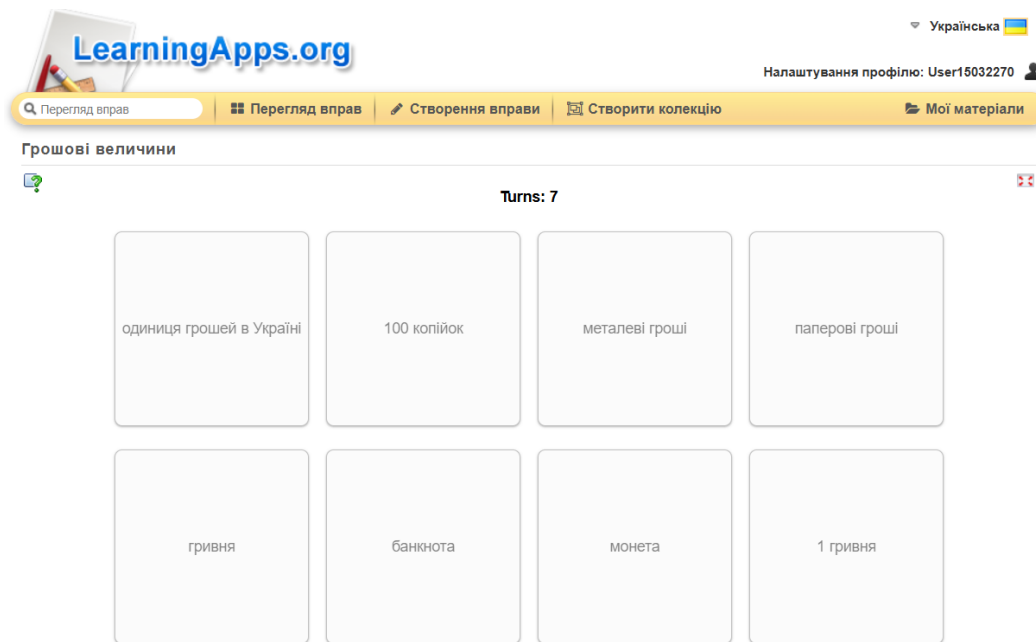 LearningApps.org
Українська
Налаштування профілю: User15032270
Перегляд вправ
Перегляд вправ
Створення вправи
Створити колекцію
Мої матеріали
Грошові величини
Turns: 7
одиниця грошей в Україні
100 копійок
металеві гроші
паперові гроші
гривня
банкнота
монета
1 гривня